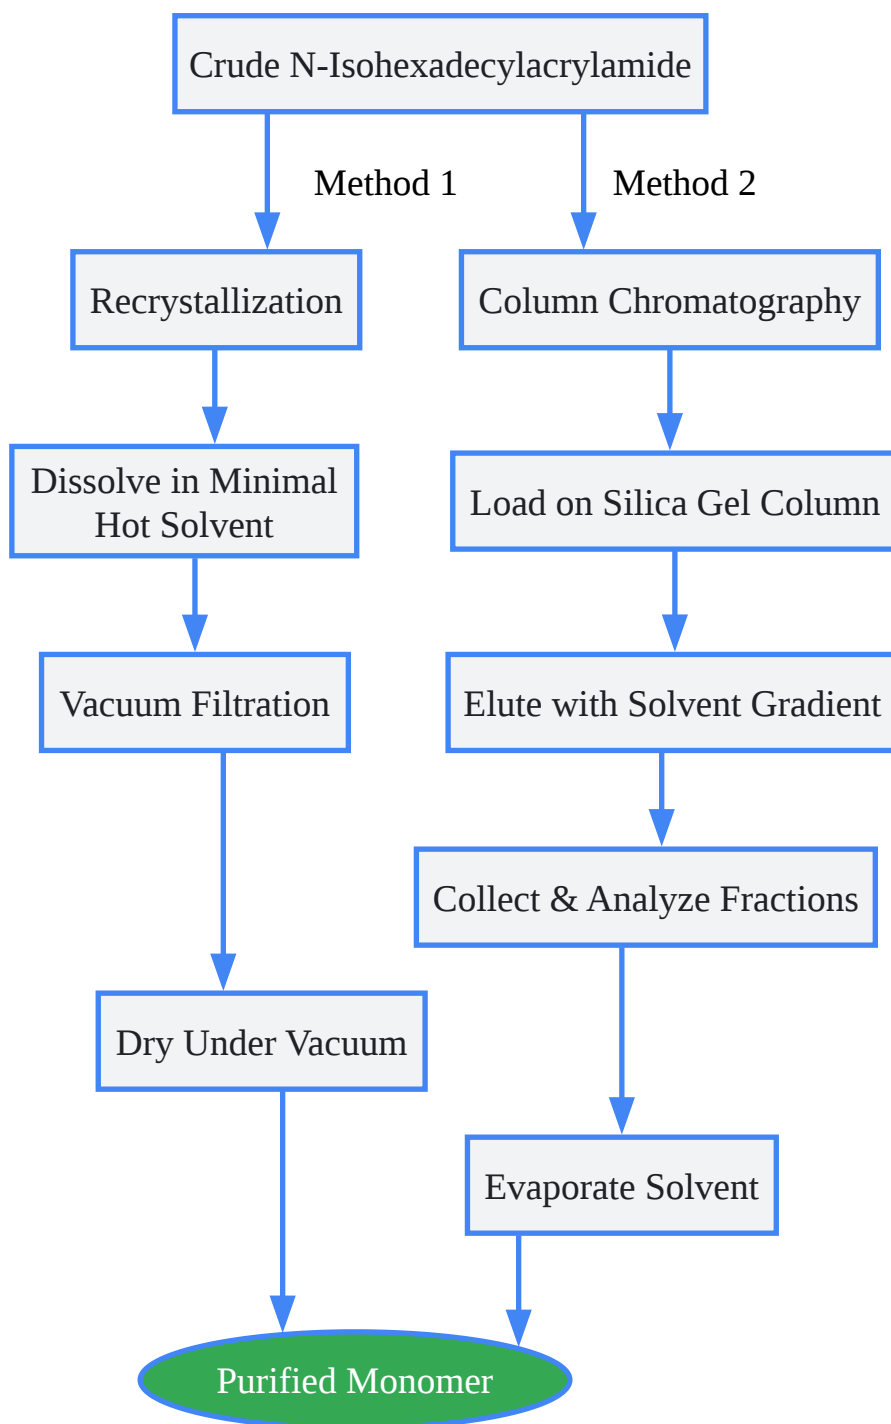 Crude N-Isohexadecylacrylamide
Method 1
Method 2
Recrystallization
Column Chromatography
Dissolve in Minimal
Hot Solvent
Load on Silica Gel Column
Vacuum Filtration
Elute with Solvent Gradient
Collect & Analyze Fractions
Dry Under Vacuum
Evaporate Solvent
Purified Monomer